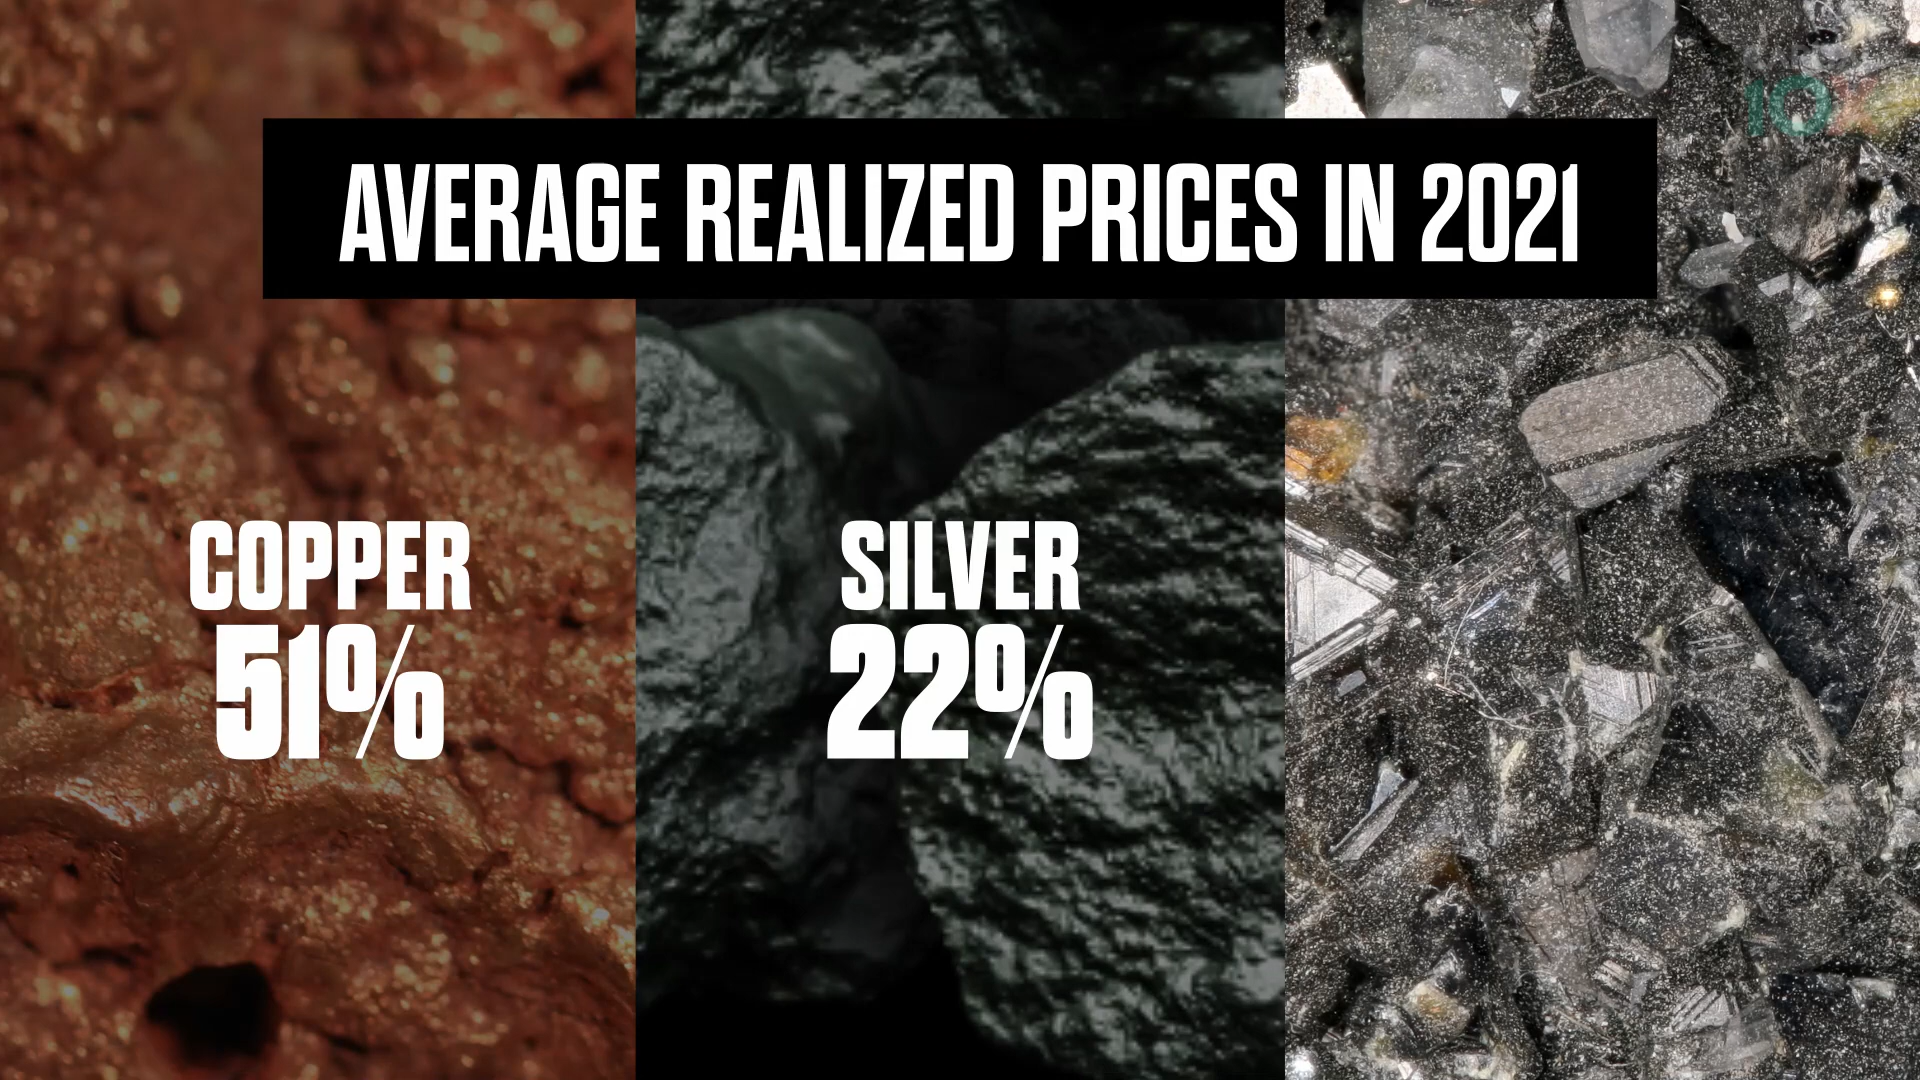 AVERAGE REALIZED PRICES IN 2021
COPPER
51%
SILVER
22%